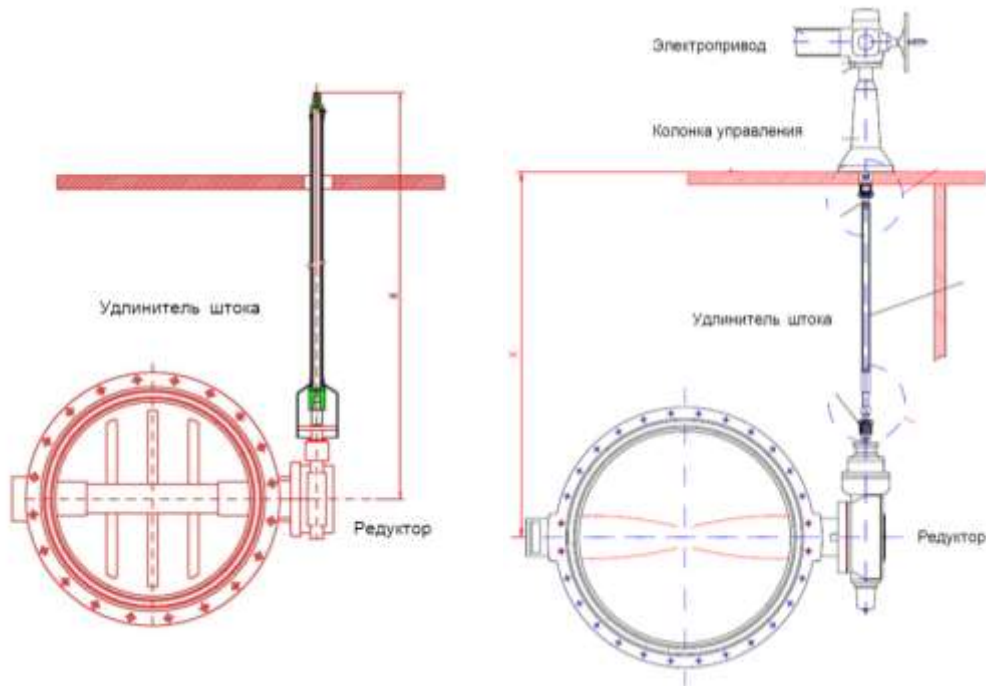 Электропривод
Колонка управления
Удлинитель штока
Удлинитель штока
Редуктор
Редуктор